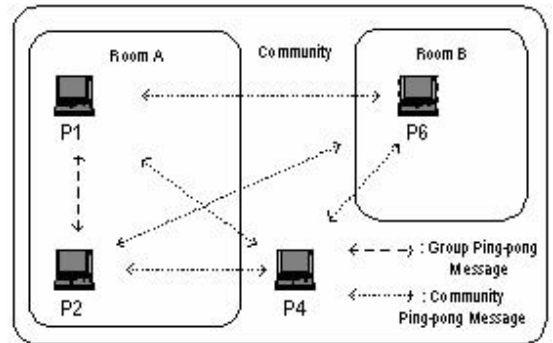 Room A
Community
Room B
P1
P6
P2
P4
: Group Ping-pong
Message
: Community
Ping-pong Message